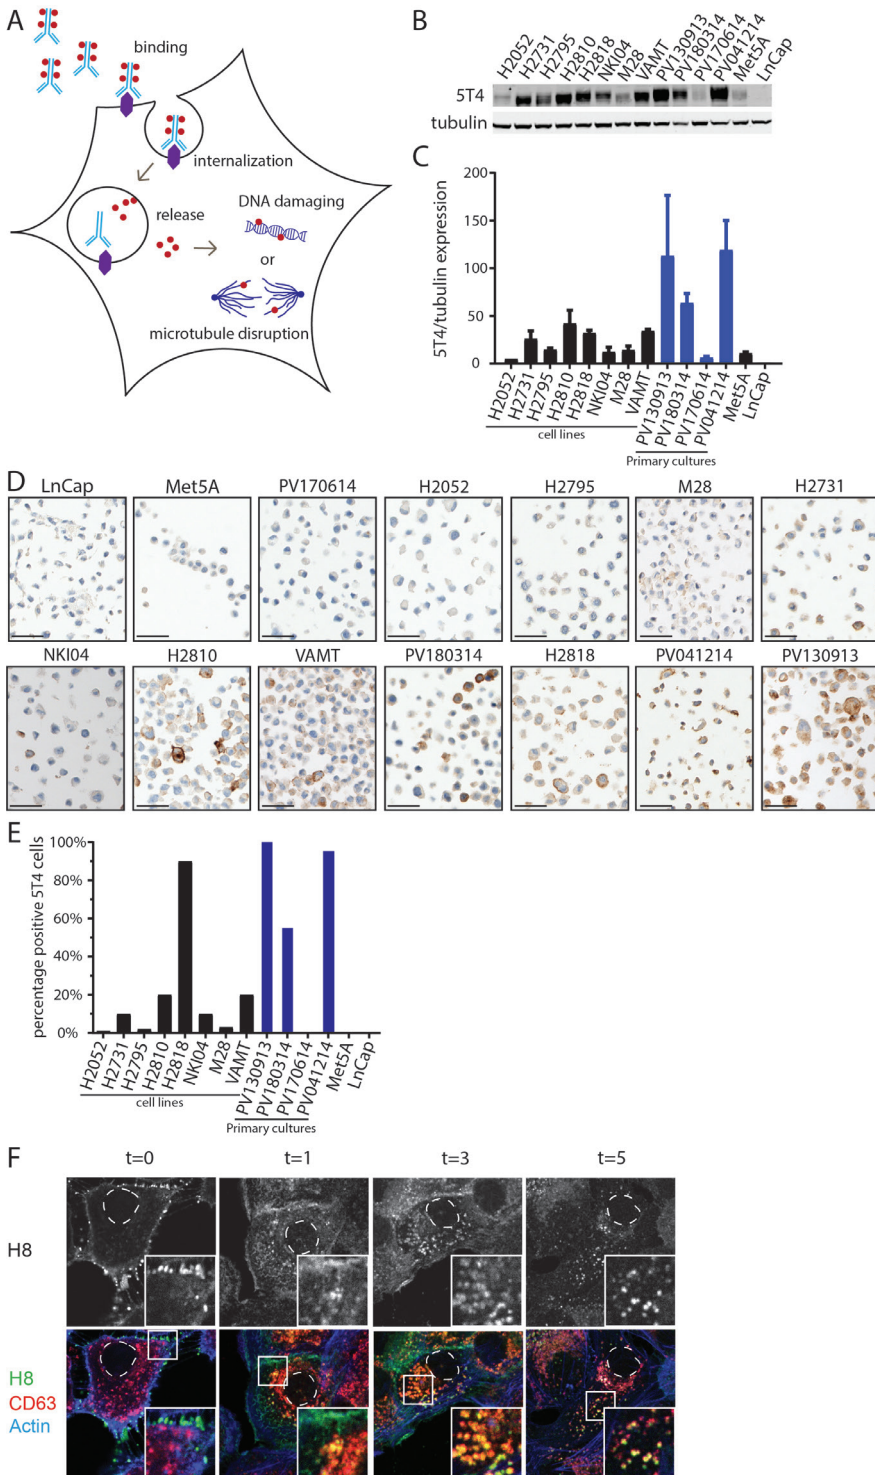 A
binding
internalization
release
DNA damaging
or
microtubule disruption
B
H2052
H2731
H2795
H2810
H2818
NKI04
M28
VAMT
PV130913
PV180314
PV170614
PV041214
Met5A
LnCap
5T4
tubulin
C
5T4/tubulin expression
200
150
100
50
0
H2052
H2731
H2795
H2810
H2818
NKI04
M28
VAMT
PV130913
PV180314
PV170614
PV041214
Met5A
LnCap
cell lines
Primary cultures
D
LnCap Met5A PV170614 H2052 H2795 M28 H2731
NKI04 H2810 VAMT PV180314 H2818 PV041214 PV130913
E
percentage positive 5T4 cells
100%
80%
60%
40%
20%
0%
H2052
H2731
H2795
H2810
H2818
NKI04
M28
VAMT
PV130913
PV180314
PV170614
PV041214
Met5A
LnCap
cell lines
Primary cultures
F
t=0 t=1 t=3 t=5
H8
H8
CD63
Actin